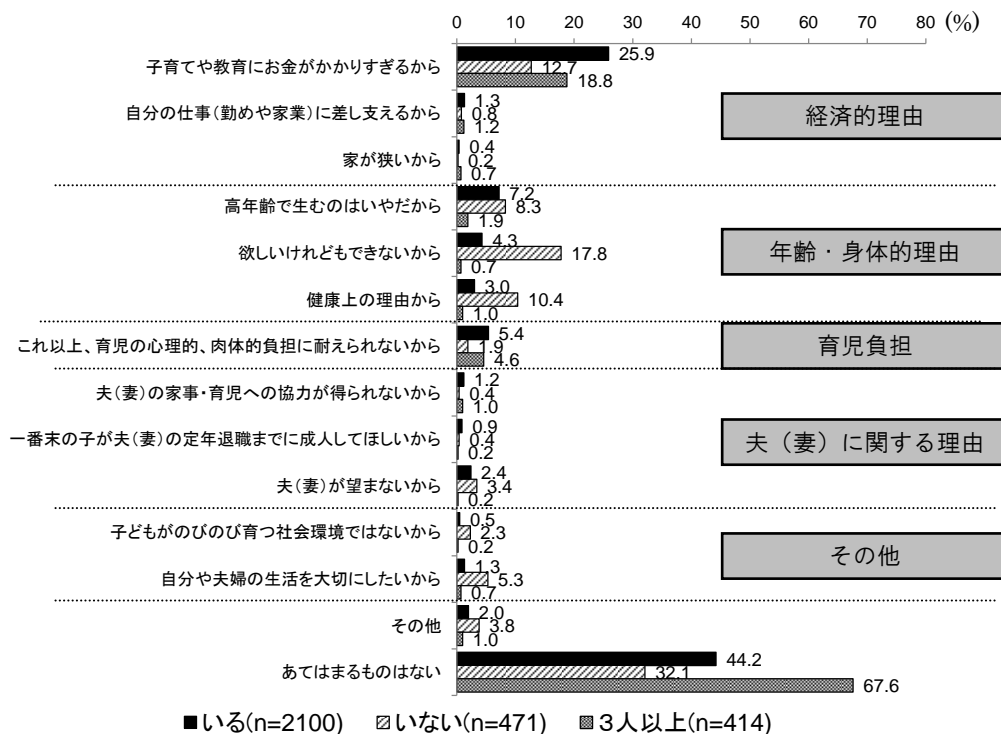 0 10 20 30 40 50 60 70 80 (%)
子育てや教育にお金がかかりすぎるから
25.9
12.7
18.8
自分の仕事(勤めや家業)に差し支えるから
1.3
0.8
1.2
経済的理由
家が狭いから
0.4
0.2
0.7
高年齢で生むのはいやだから
7.2
8.3
1.9
欲しいけれどもできないから
4.3
17.8
0.7
年齢・身体的理由
健康上の理由から
3.0
10.4
1.0
これ以上、育児の心理的、肉体的負担に耐えられないから
5.4
1.9
4.6
育児負担
夫(妻)の家事・育児への協力が得られないから
1.2
0.4
1.0
一番末の子が夫(妻)の定年退職までに成人してほしいから
0.9
0.4
0.2
夫(妻)に関する理由
夫(妻)が望まないから
2.4
3.4
0.2
子どもがのびのび育つ社会環境ではないから
0.5
2.3
0.2
その他
自分や夫婦の生活を大切にしたいから
1.3
5.3
0.7
その他
2.0
3.8
1.0
あてはまるものはない
44.2
32.1
67.6
いる(n=2100) いない(n=471) 3人以上(n=414)